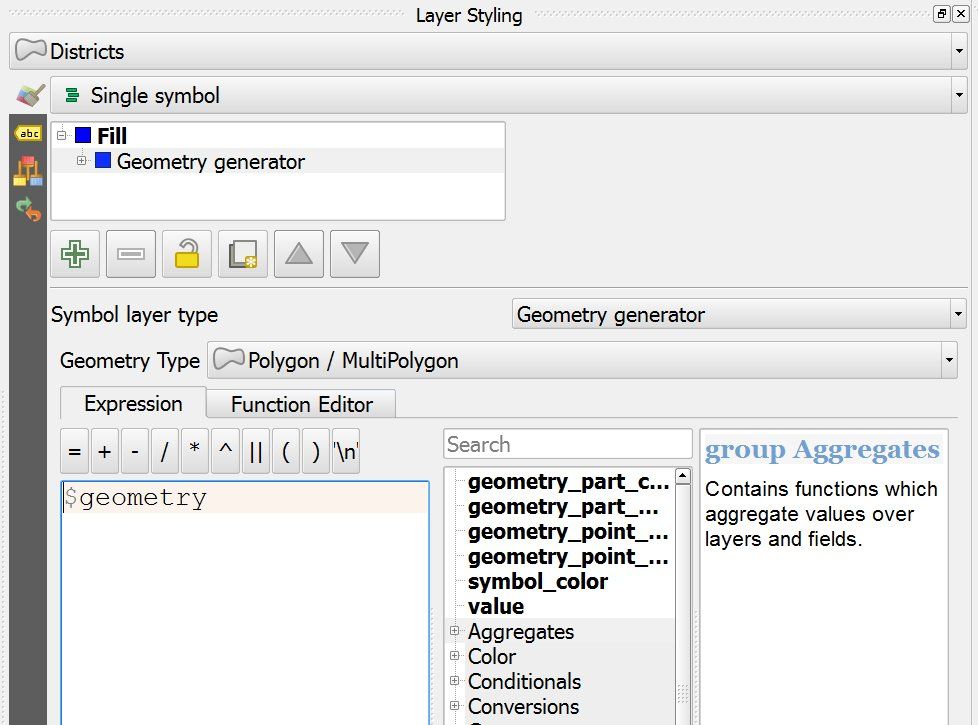 Layer Styling
Districts
Single symbol
abc
Fill
Geometry generator
Symbol layer type
Geometry generator
Geometry Type
Polygon / MultiPolygon
Expression
Function Editor
= + - / * ^ || ( ) '\n'
Search
$geometry
geometry_part_c...
geometry_part_...
geometry_point_...
geometry_point_...
symbol_color
value
Aggregates
Color
Conditionals
Conversions
group Aggregates
Contains functions which
aggregate values over
layers and fields.